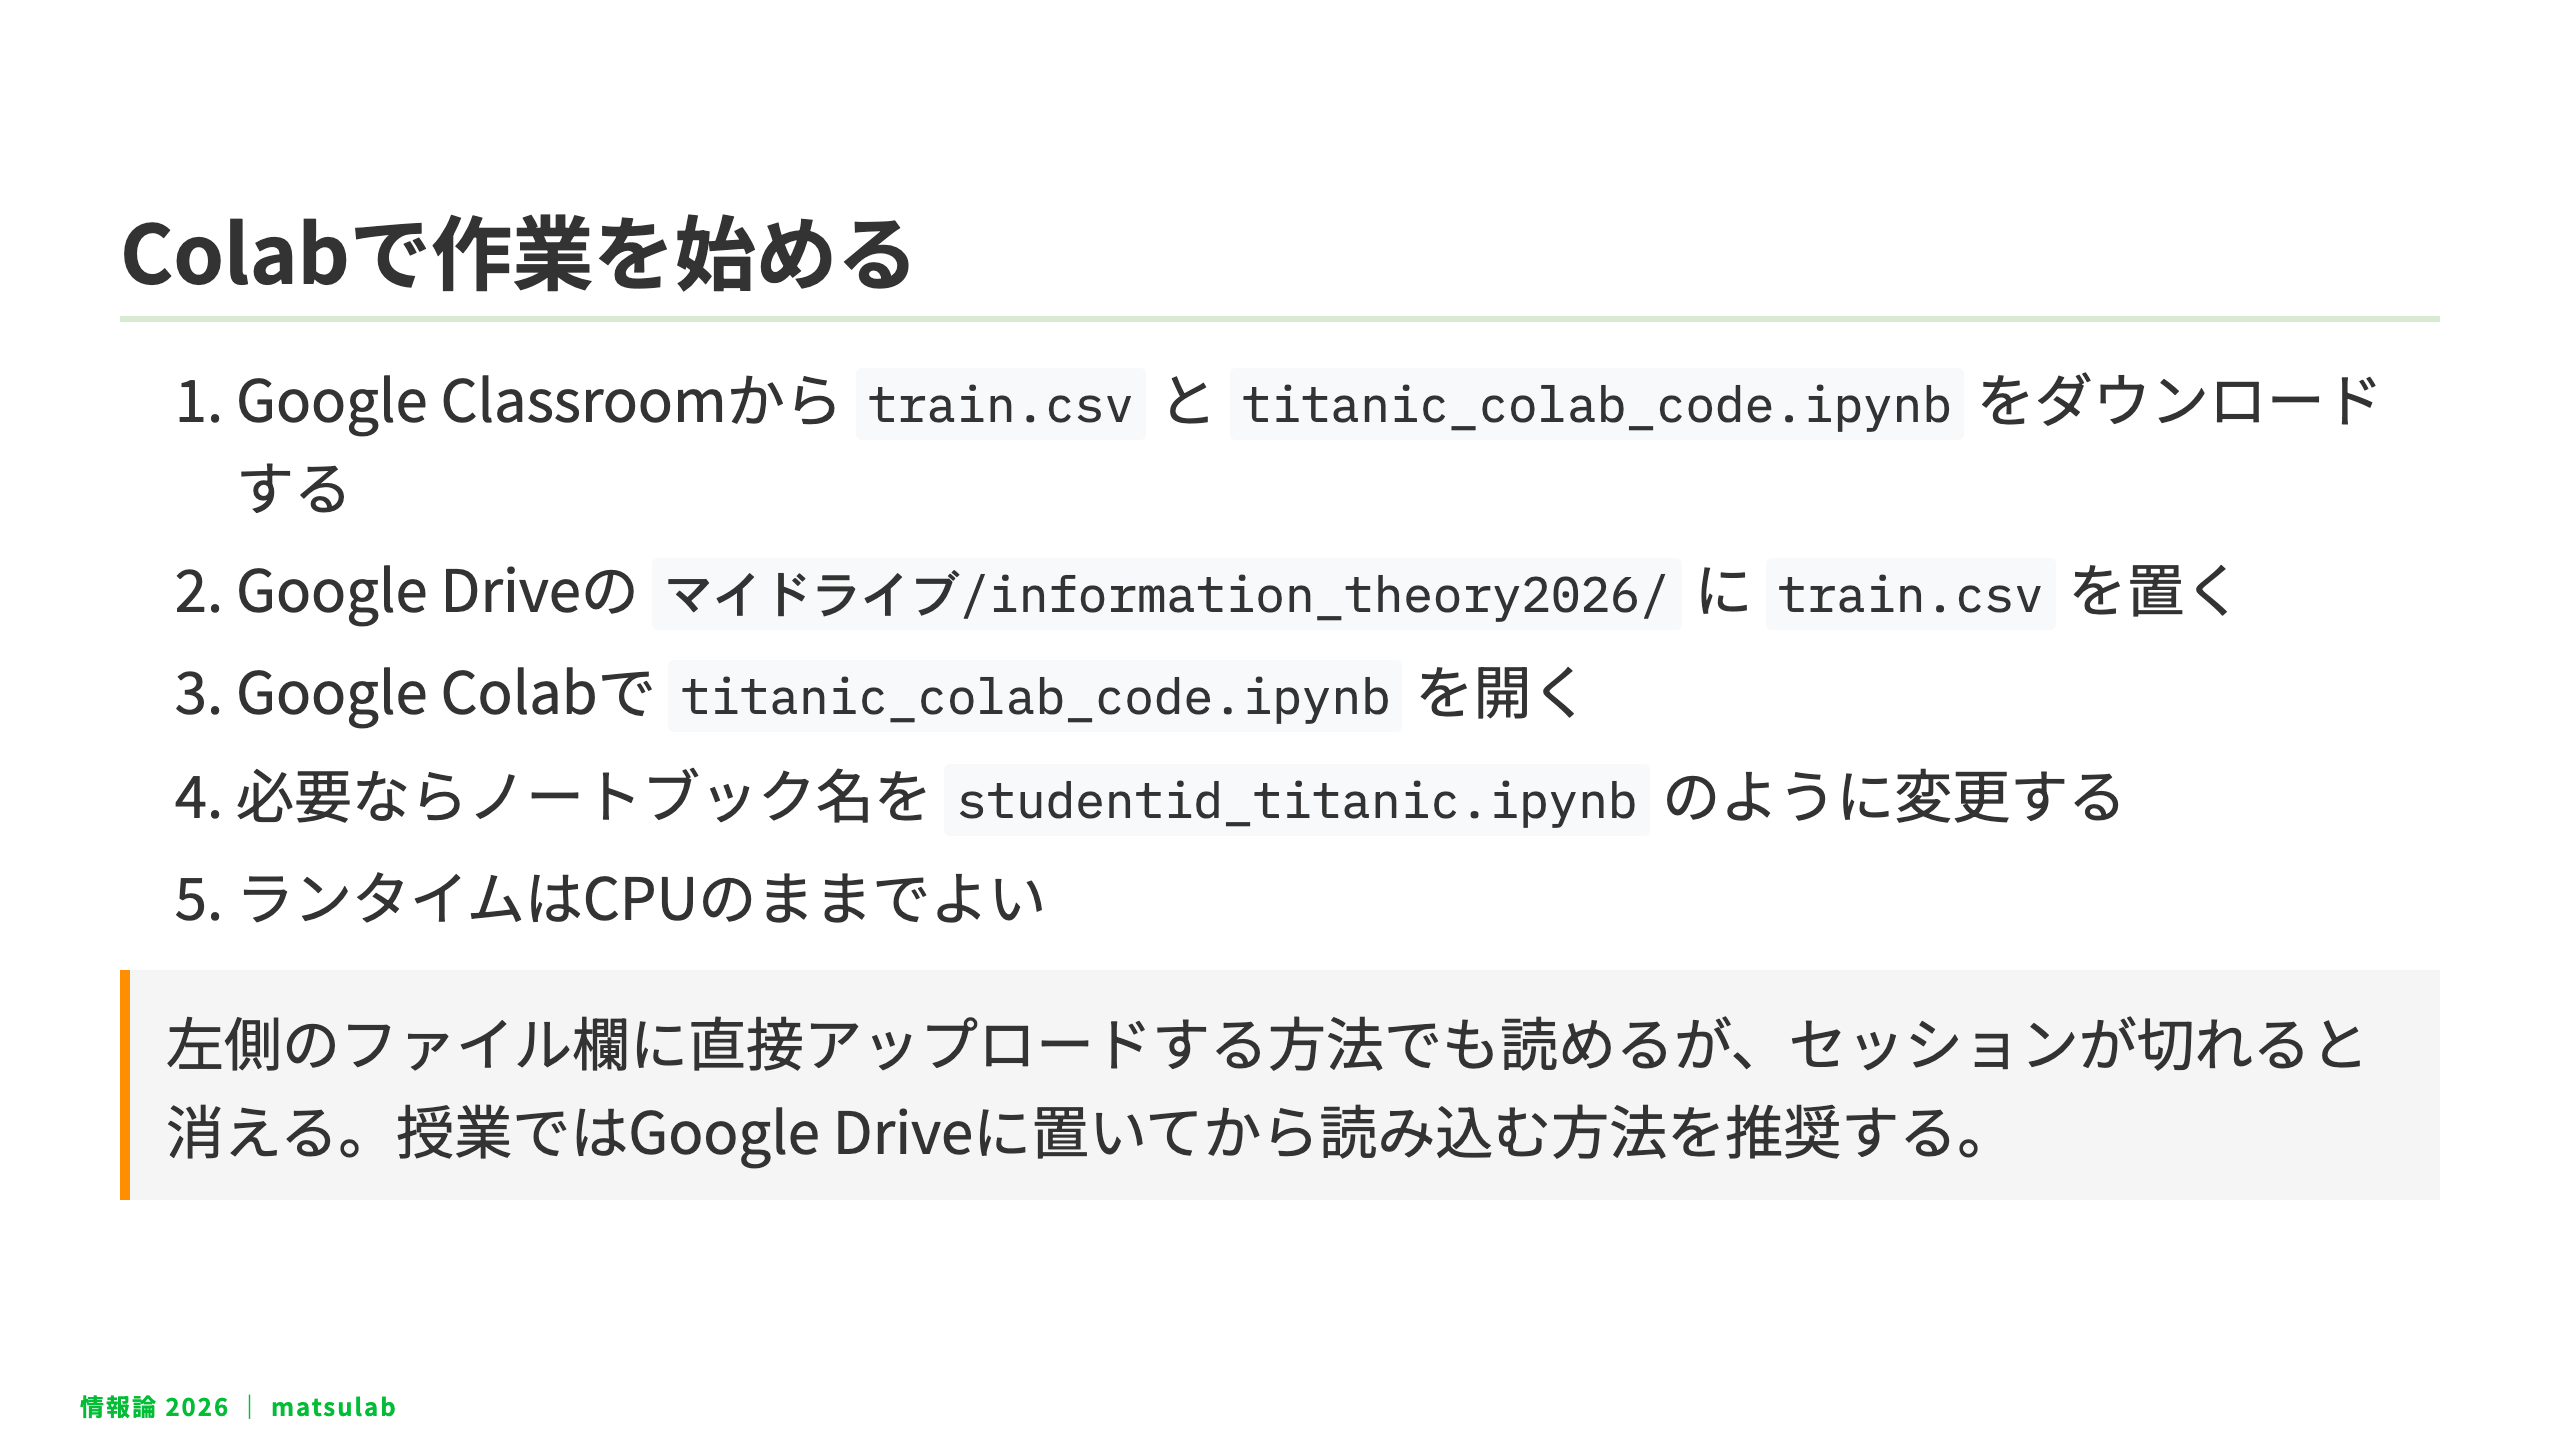 Colabで作業を始める
1. Google Classroomから train.csv と titanic_colab_code.ipynb をダウンロード
する
2. Google Driveの マイドライブ/information_theory2026/ に train.csv を置く
3. Google Colabで titanic_colab_code.ipynb を開く
4. 必要ならノートブック名を studentid_titanic.ipynb のように変更する
5. ランタイムはCPUのままでよい
左側のファイル欄に直接アップロードする方法でも読めるが、セッションが切れると
消える。授業ではGoogle Driveに置いてから読み込む方法を推奨する。
情報論 2026 ｜ matsulab